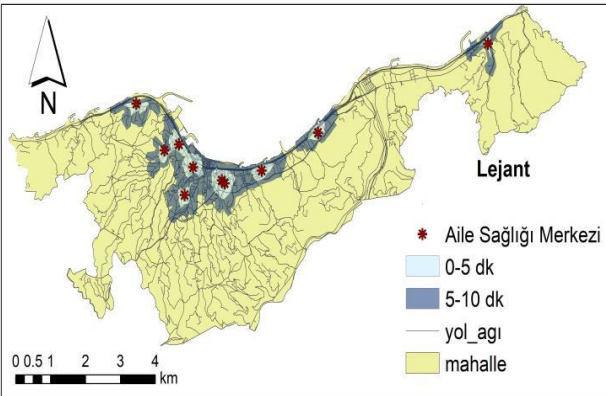 N
Lejant
Aile Sağlığı Merkezi
0-5 dk
5-10 dk
yol_agı
mahalle
0 0.5 1 2 3 4
km